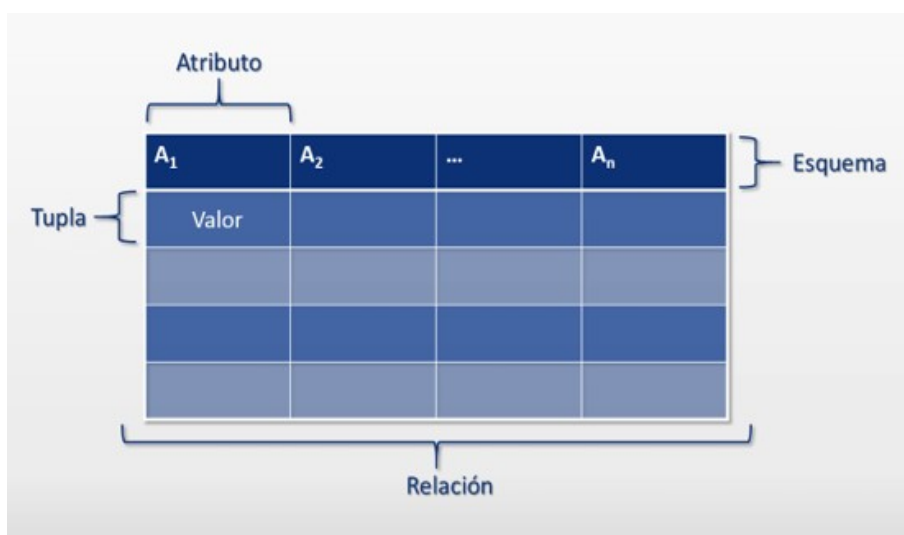 Atributo
A₁ A₂ ... Aₙ
Esquema
Tupla
Valor
Relación